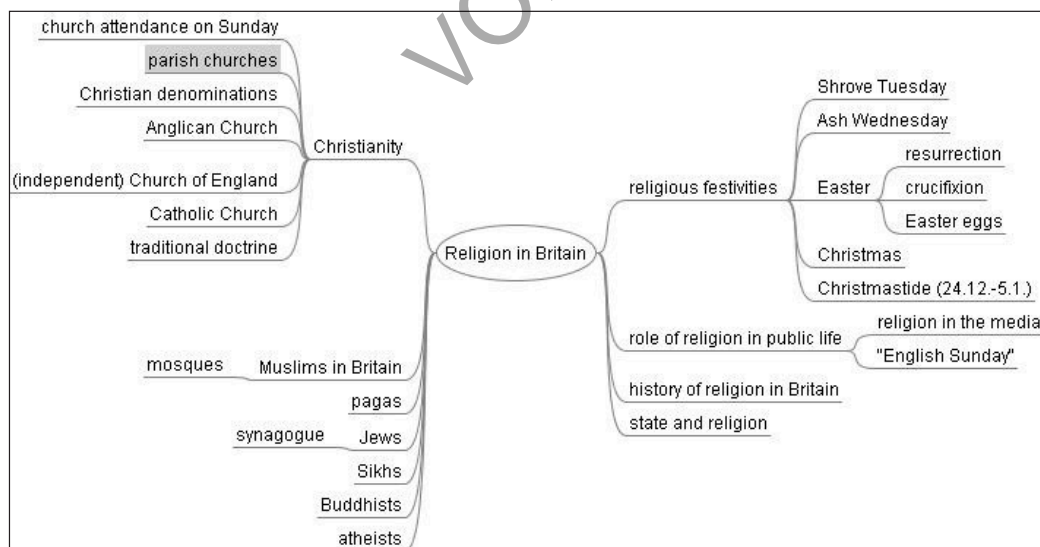 church attendance on Sunday
parish churches
Christian denominations
Anglican Church
Christianity
(independent) Church of England
Catholic Church
traditional doctrine
Religion in Britain
mosques
Muslims in Britain
pagas
synagogue
Jews
Sikhs
Buddhists
atheists
religious festivities
Shrove Tuesday
Ash Wednesday
Easter
resurrection
crucifixion
Easter eggs
Christmas
Christmastide (24.12.-5.1.)
role of religion in public life
religion in the media
"English Sunday"
history of religion in Britain
state and religion